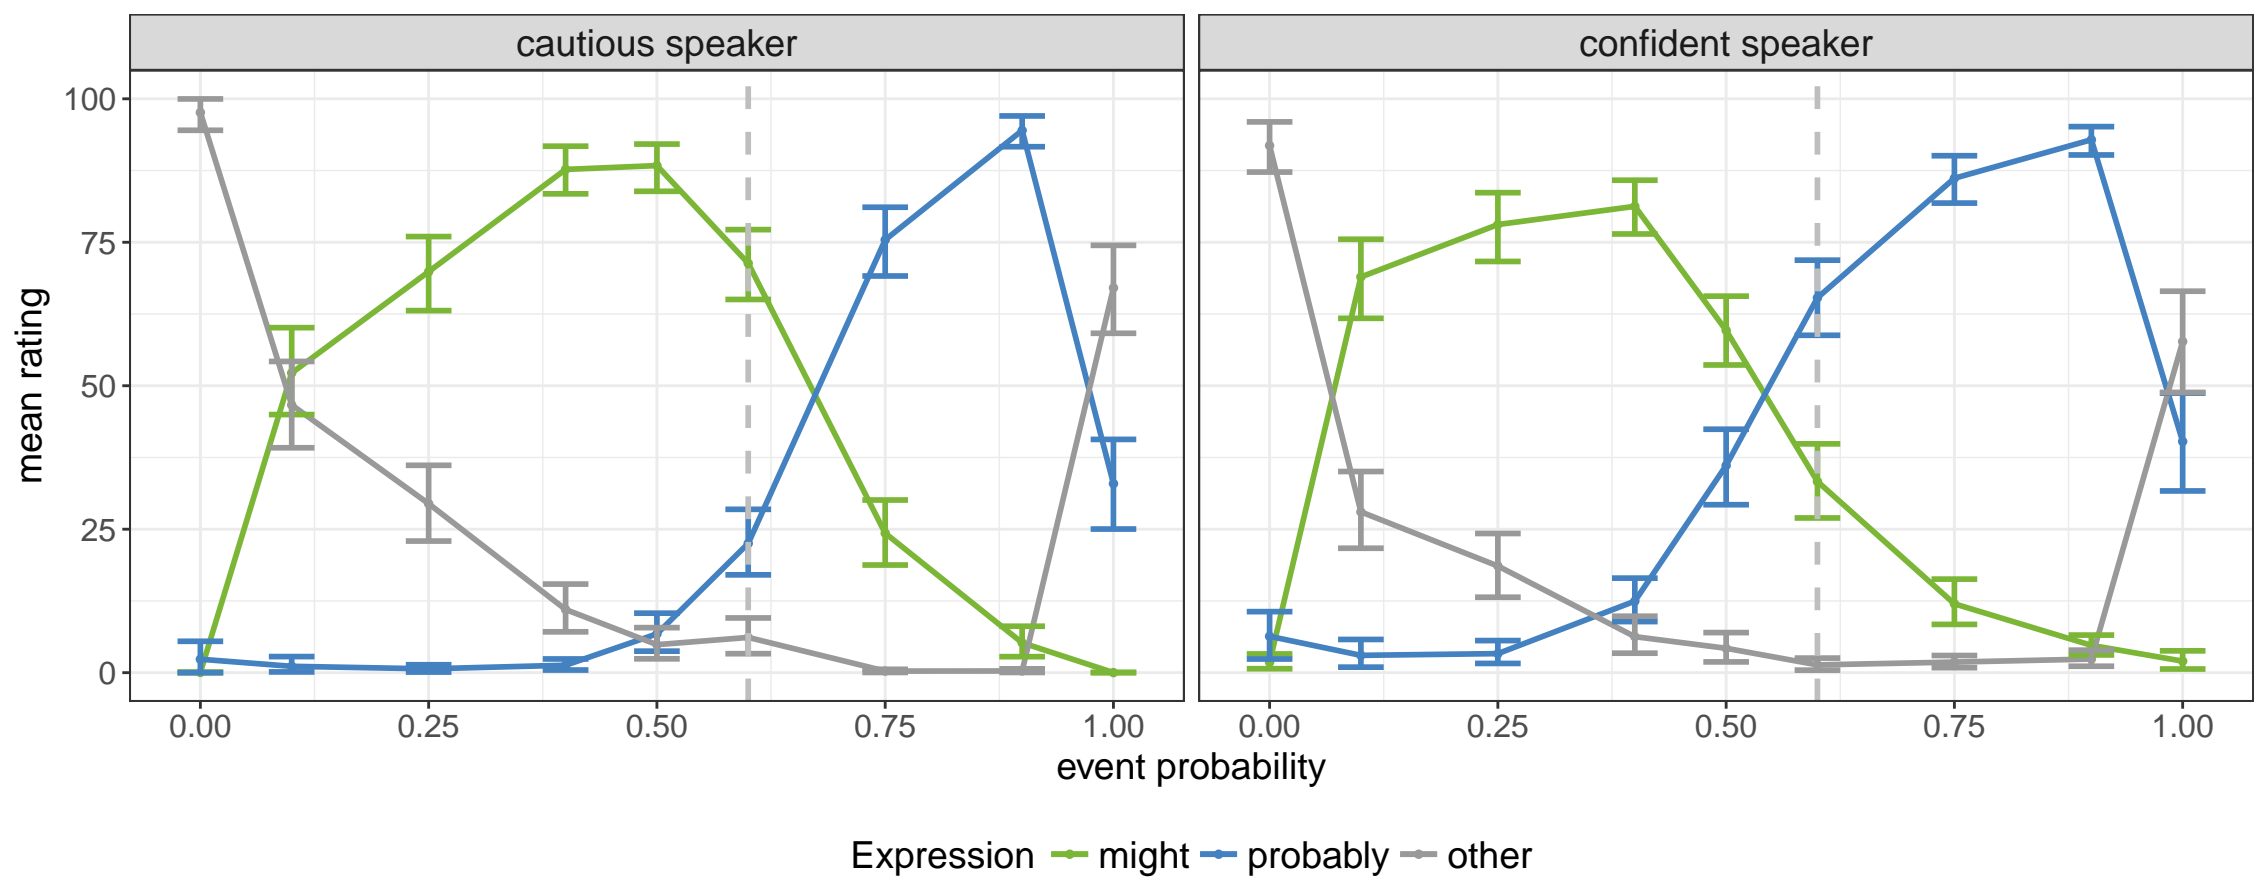 cautious speaker
confident speaker
mean rating
100
75
50
25
0
0.00 0.25 0.50 0.75 1.00
0.00 0.25 0.50 0.75 1.00
event probability
Expression might probably other